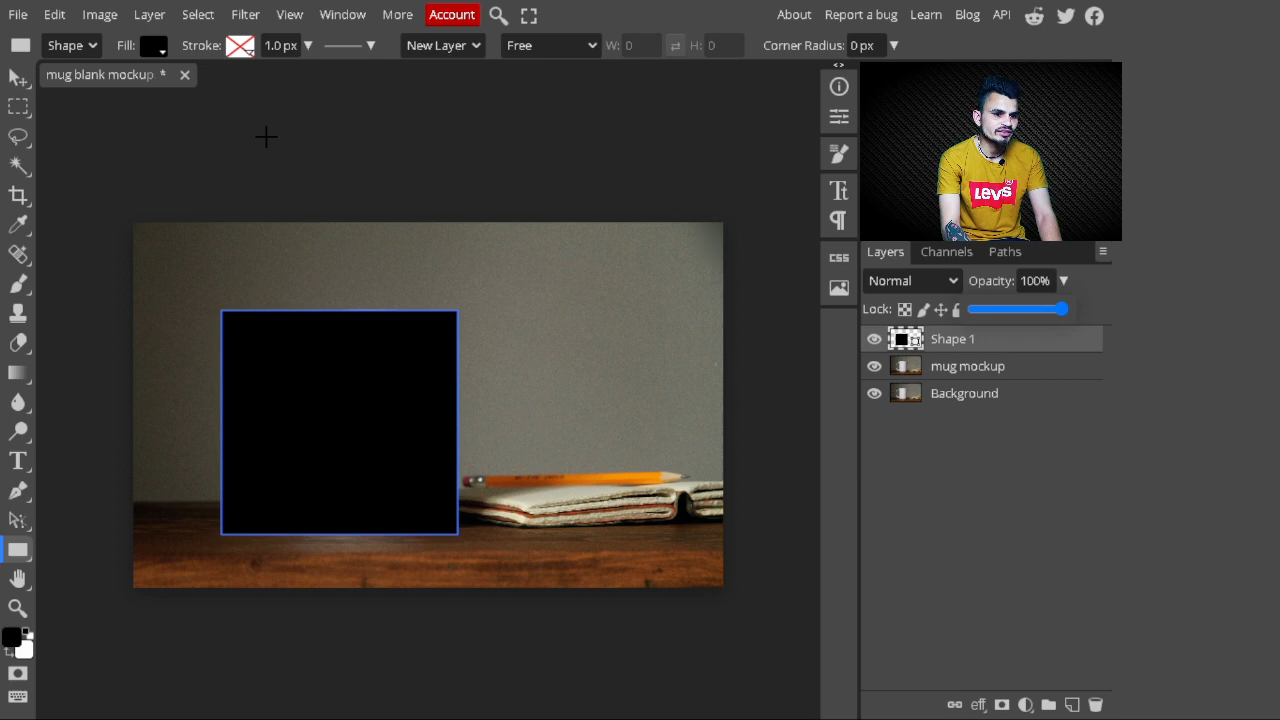 File Edit Image Layer Select Filter View Window More Account About Report a bug Learn Blog API
Shape Fill: Stroke: 1.0 px New Layer Free W: 0 H: 0 Corner Radius: 0 px
mug blank mockup *
LEVI'S
Layers Channels Paths
Normal Opacity: 100%
Lock:
Shape 1
mug mockup
Background
CSS
eff